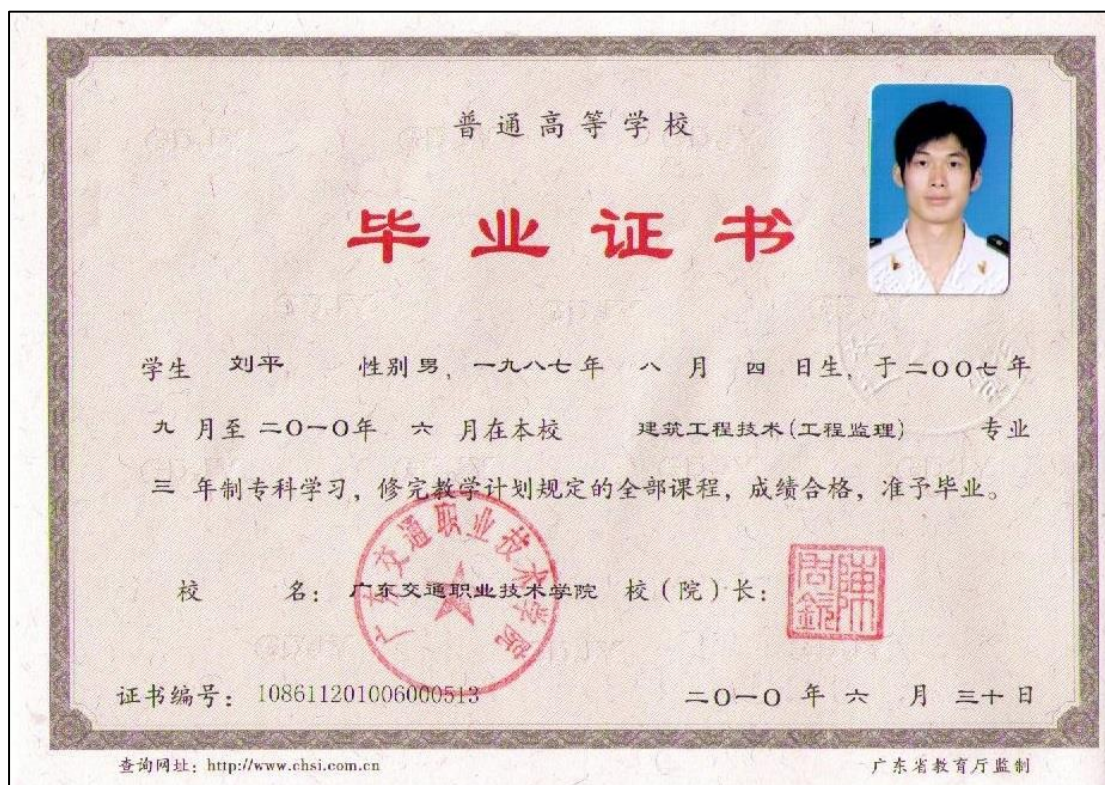 普通高等学校
毕业证书
学生 刘平 性别男，一九八七年 八 月 四 日生，于二〇〇七年
九 月至 二〇一〇年 六 月在本校 建筑工程技术(工程监理) 专业
三 年制专科学习，修完教学计划规定的全部课程，成绩合格，准予毕业。
校 名：广东交通职业技术学院 校（院）长：
广东交通职业技术学院
证书编号：108611201006000513 二〇一〇 年 六 月 三十日
查询网址：http://www.chsi.com.cn 广东省教育厅监制